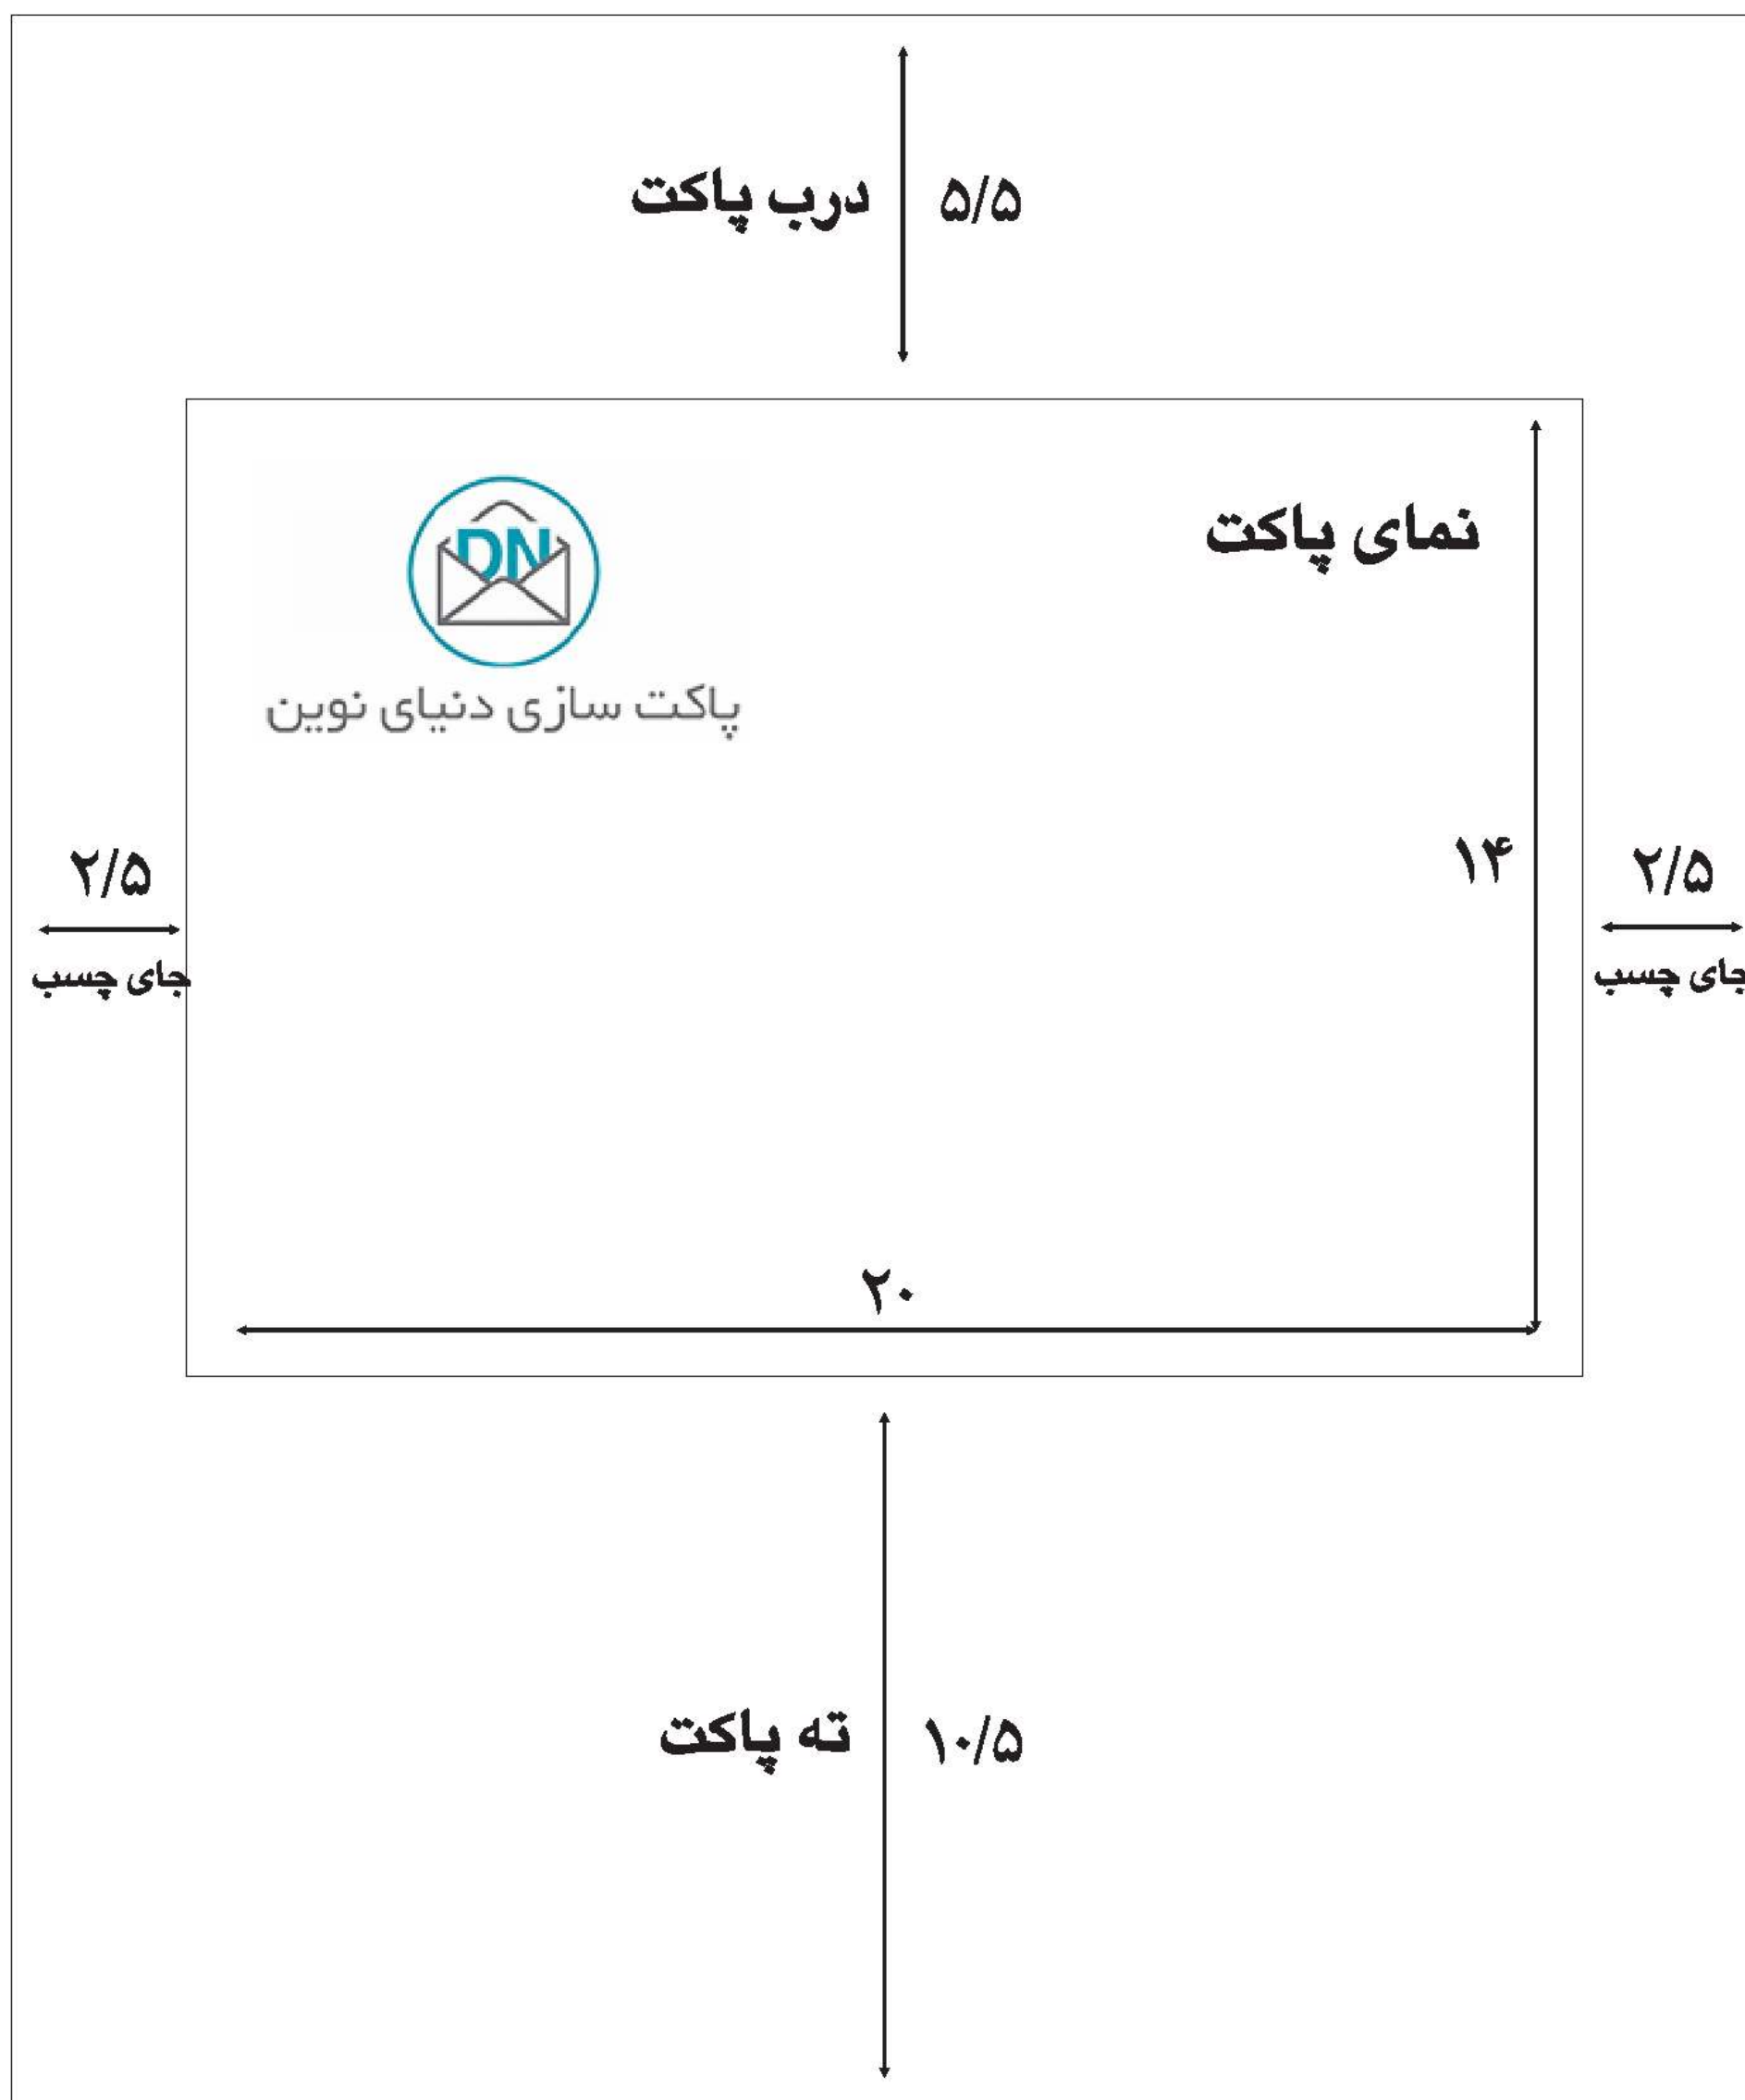 درب پاکت
۵/۵
نمای پاکت
DN
پاکت سازی دنیای نوین
۱۴
۲/۵
جای چسب
۲/۵
جای چسب
۲۰
ته پاکت
۱۰/۵